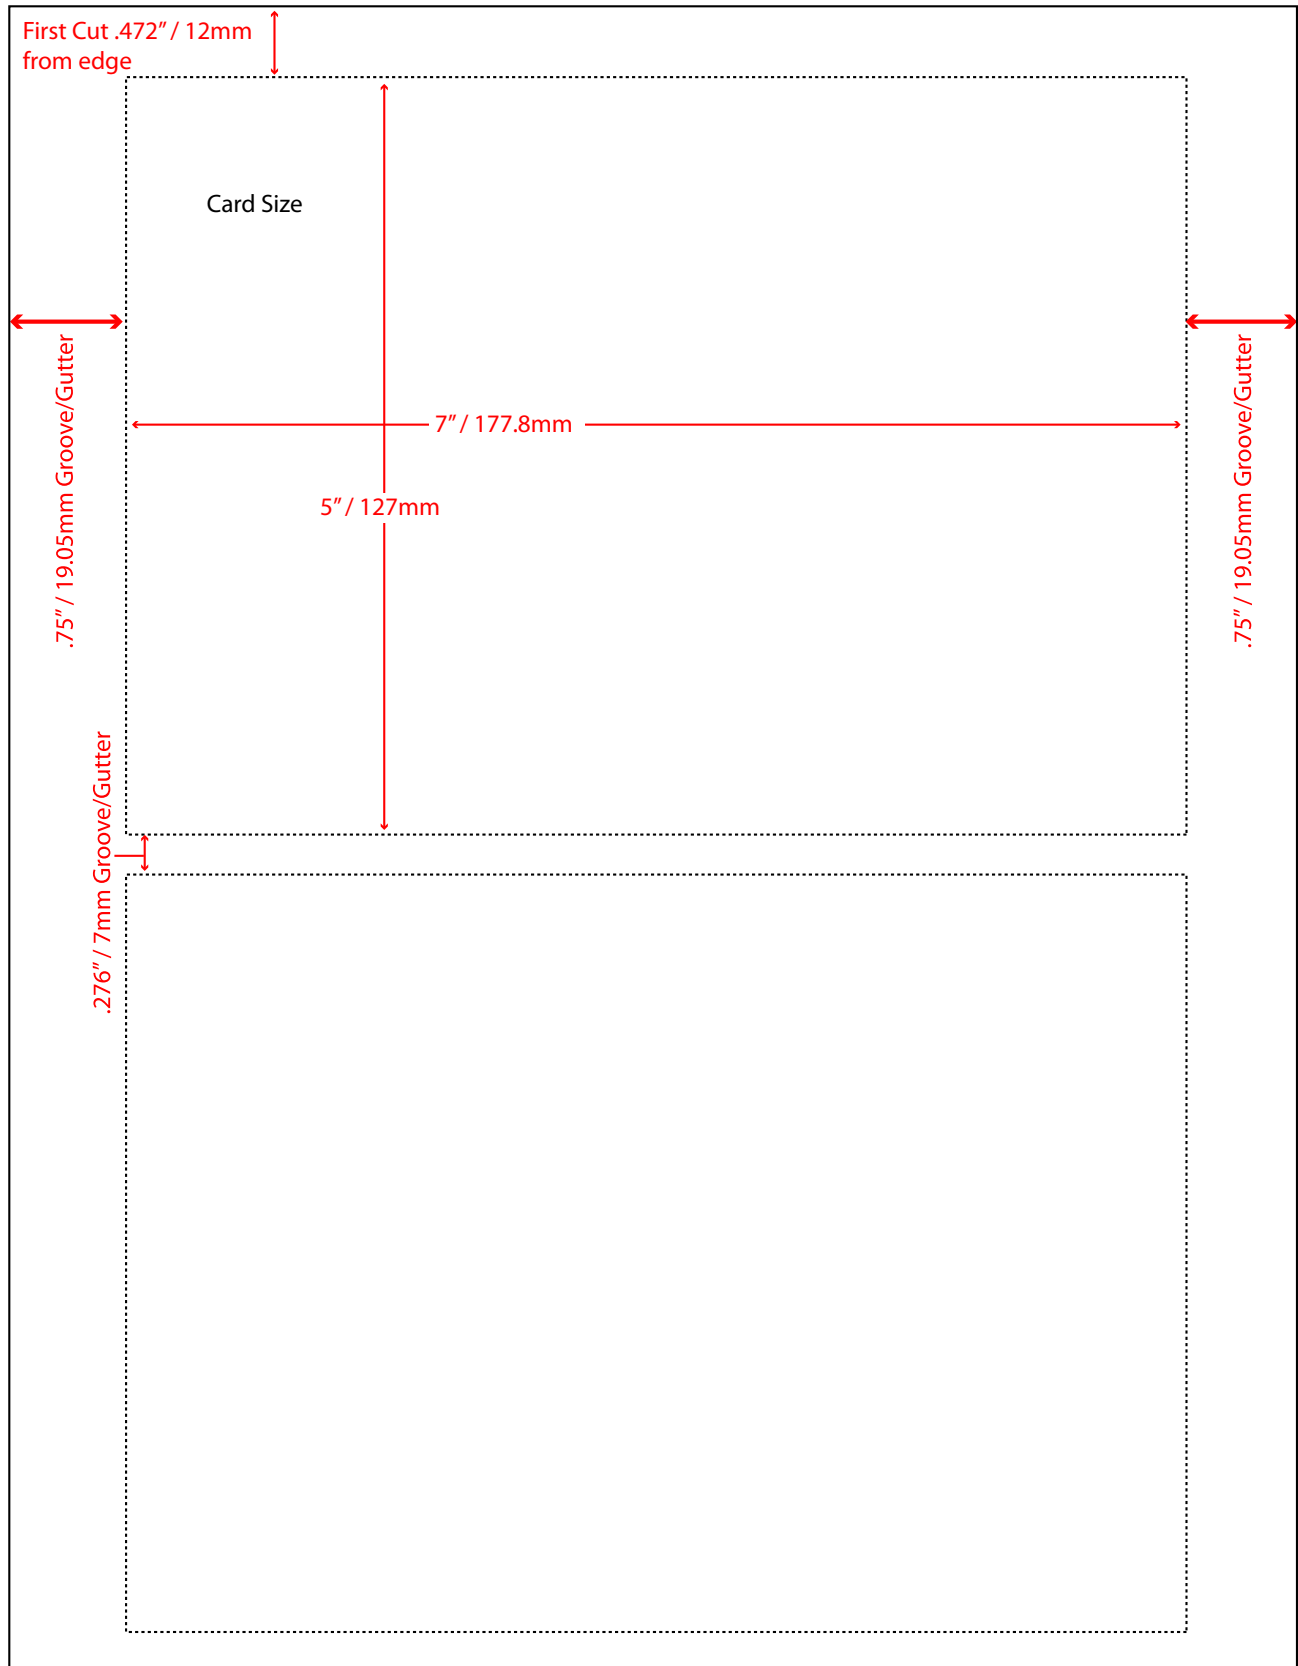 First Cut .472” / 12mm
from edge
Card Size
.75” / 19.05mm Groove/Gutter
.75” / 19.05mm Groove/Gutter
7” / 177.8mm
5” / 127mm
.276” / 7mm Groove/Gutter